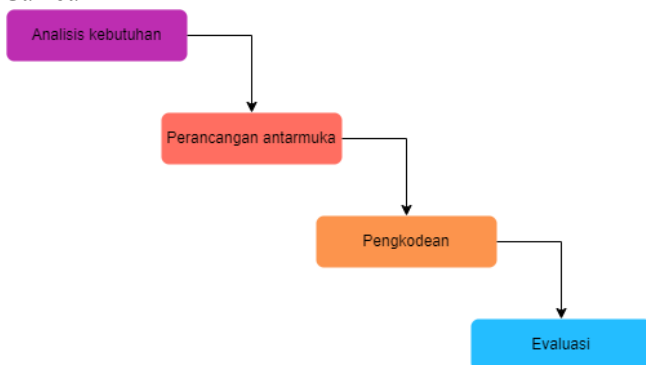 Analisis kebutuhan
Perancangan antarmuka
Pengkodean
Evaluasi